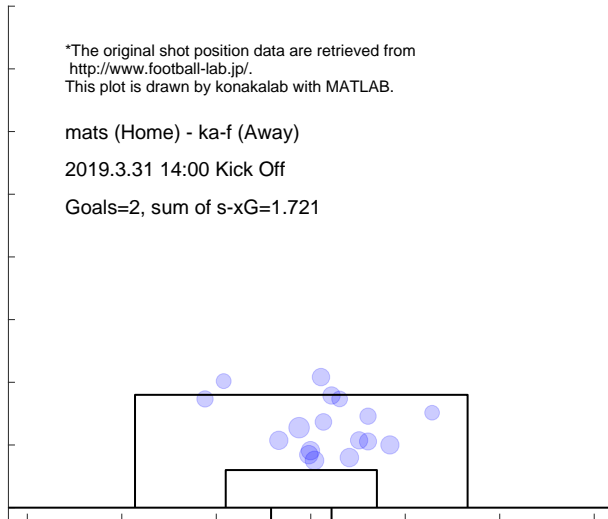 *The original shot position data are retrieved from
http://www.football-lab.jp/.
This plot is drawn by konakalab with MATLAB.
mats (Home) - ka-f (Away)
2019.3.31 14:00 Kick Off
Goals=2, sum of s-xG=1.721